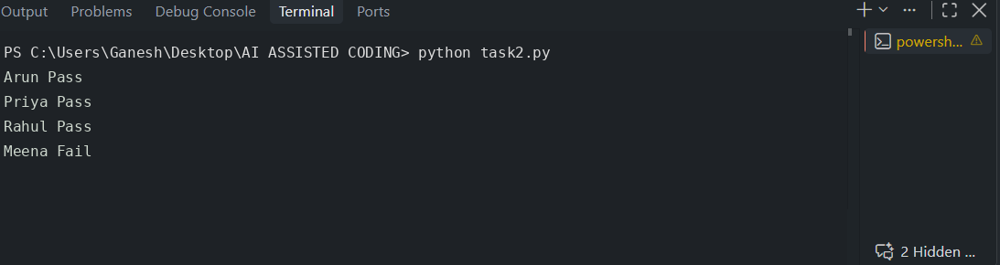 Output Problems Debug Console Terminal Ports
PS C:\Users\Ganesh\Desktop\AI ASSISTED CODING> python task2.py
Arun Pass
Priya Pass
Rahul Pass
Meena Fail
powersh...
2 Hidden ...